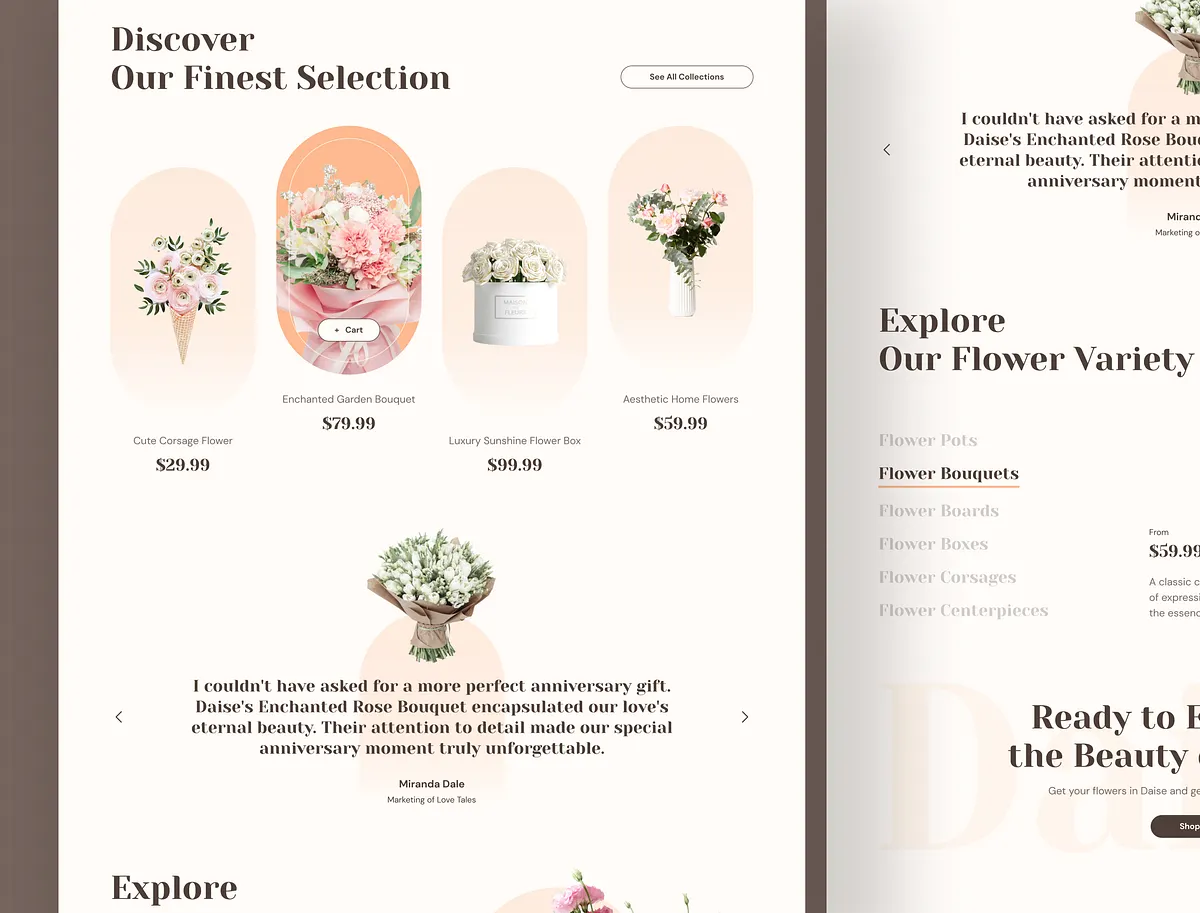 Discover
Our Finest Selection
See All Collections
+ Cart
Enchanted Garden Bouquet
$79.99
Aesthetic Home Flowers
$59.99
Cute Corsage Flower
$29.99
Luxury Sunshine Flower Box
$99.99
I couldn't have asked for a more perfect anniversary gift.
Daise's Enchanted Rose Bouquet encapsulated our love's
eternal beauty. Their attention to detail made our special
anniversary moment truly unforgettable.
Miranda Dale
Marketing of Love Tales
Explore
I couldn't have asked for a m
Daise's Enchanted Rose Bouq
eternal beauty. Their attentio
anniversary moment
Mirand
Marketing o
Explore
Our Flower Variety
Flower Pots
Flower Bouquets
Flower Boards
Flower Boxes
Flower Corsages
Flower Centerpieces
From
$59.99
A classic c
of expressi
the essenc
Dai
Ready to E
the Beauty
Get your flowers in Daise and ge
Shop